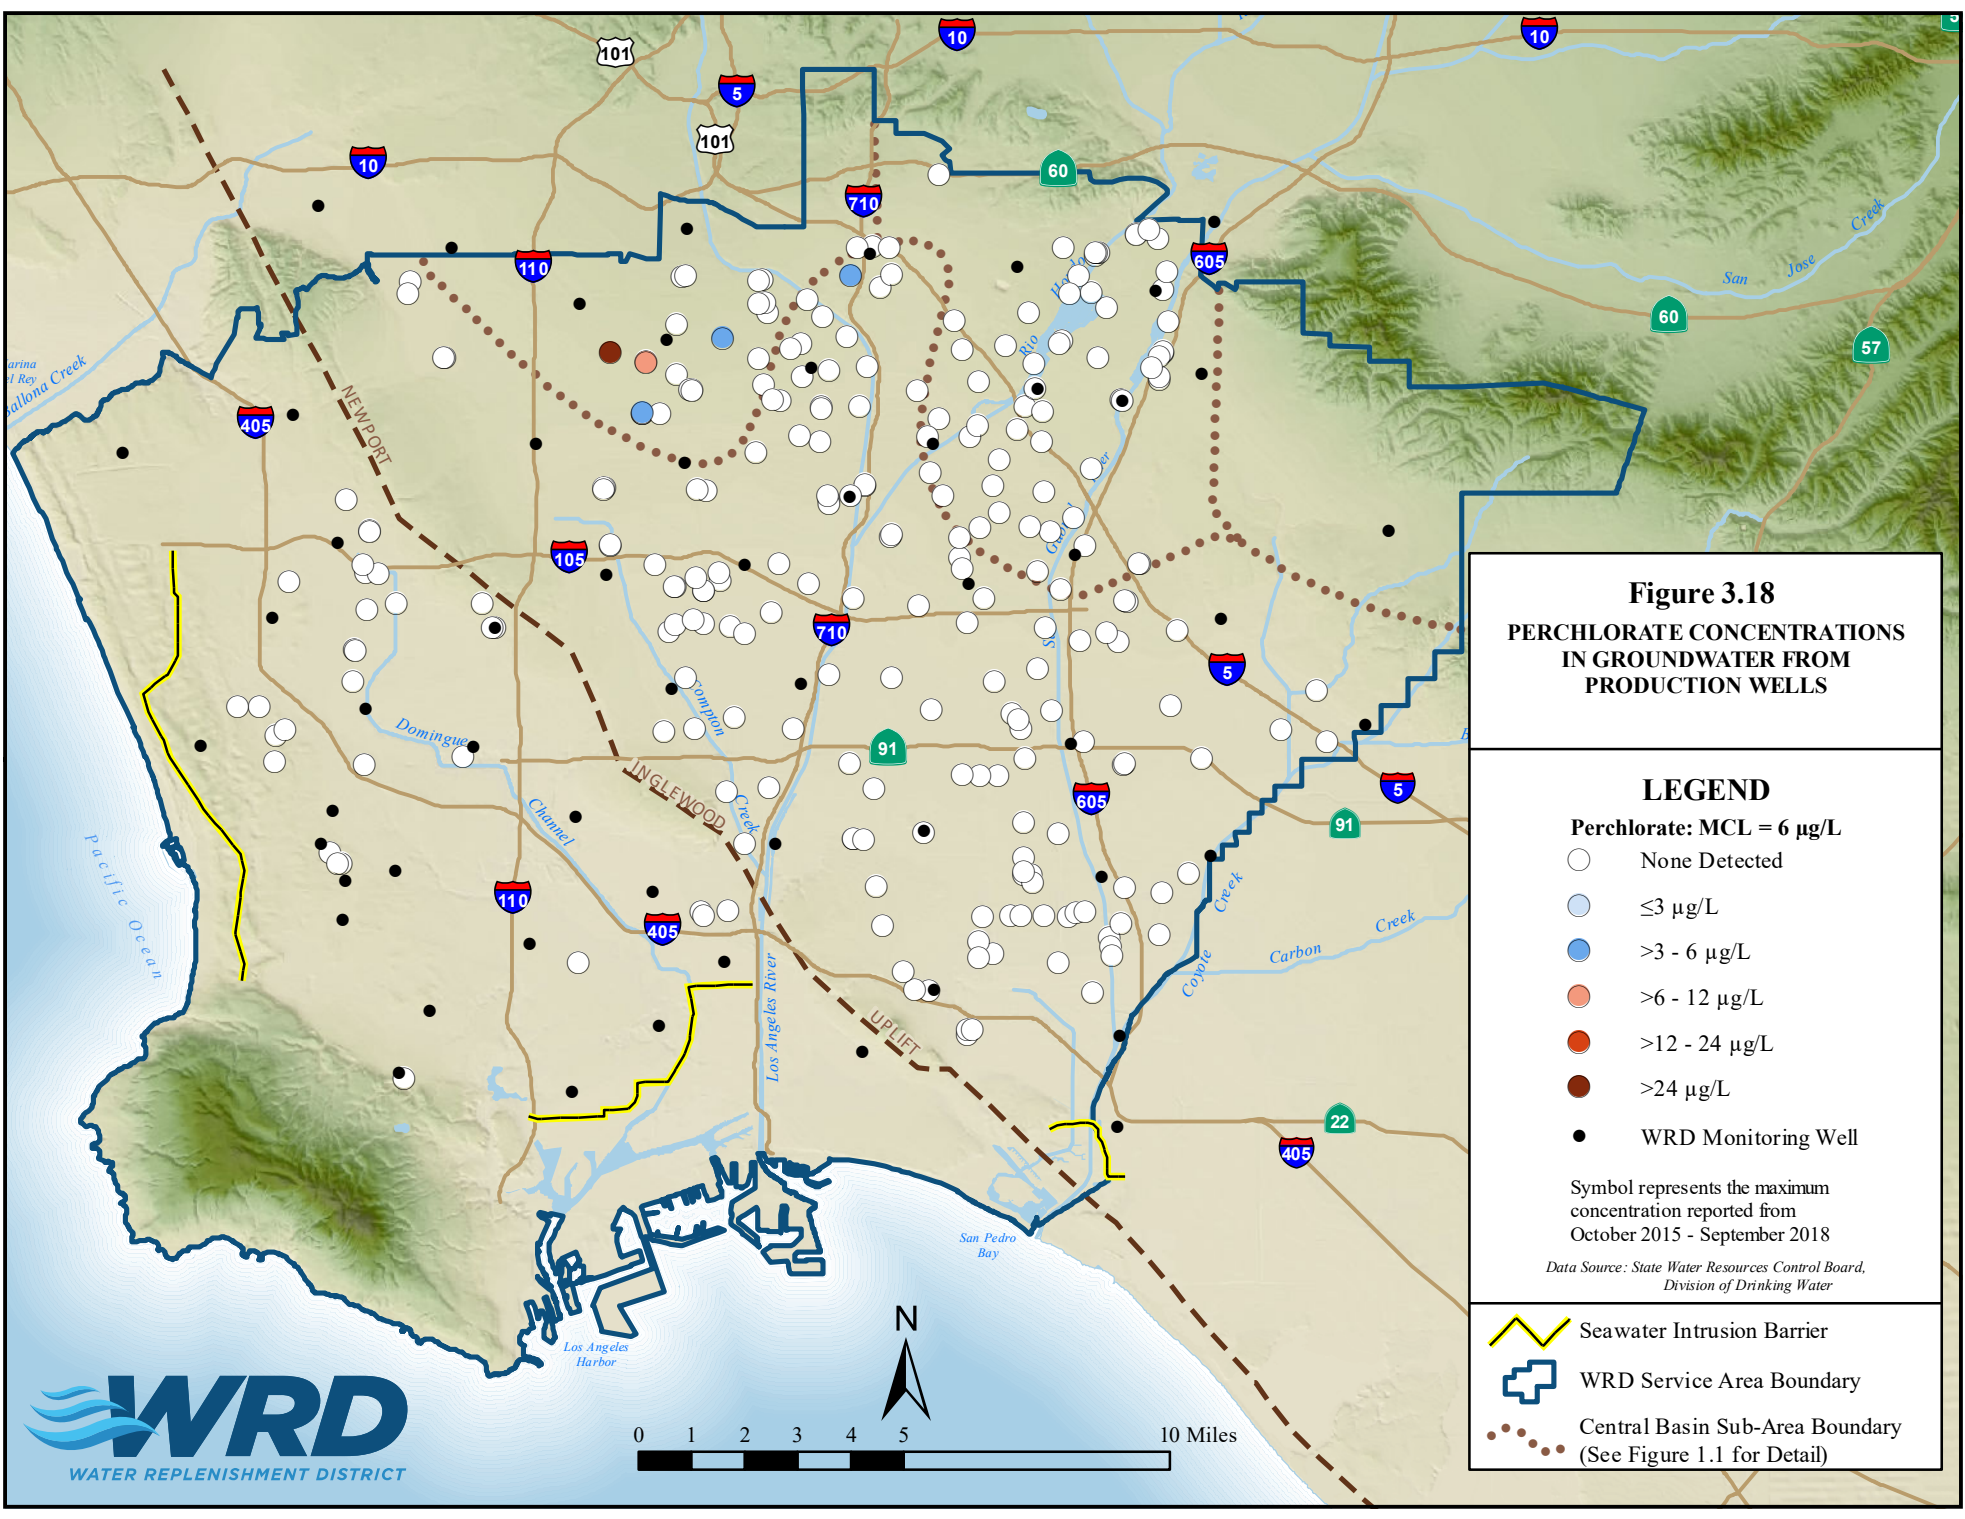 10
10
5
101
5
101
10
60
710
605
110
San
Jose
Creek
60
57
Hondo
Rio
Ballona Creek
405
NEWPORT
105
710
5
Compton
Dominguez
91
INGLEWOOD
Creek
605
5
91
Channel
Pacific Ocean
110
405
Creek
Carbon
Creek
Coyote
Los Angeles River
UPLIFT
22
405
San Pedro
Bay
Los Angeles
Harbor
Figure 3.18
PERCHLORATE CONCENTRATIONS
IN GROUNDWATER FROM
PRODUCTION WELLS
LEGEND
Perchlorate: MCL = 6 µg/L
None Detected
≤3 µg/L
>3 - 6 µg/L
>6 - 12 µg/L
>12 - 24 µg/L
>24 µg/L
WRD Monitoring Well
Symbol represents the maximum
concentration reported from
October 2015 - September 2018
Data Source: State Water Resources Control Board,
Division of Drinking Water
Seawater Intrusion Barrier
WRD Service Area Boundary
Central Basin Sub-Area Boundary
(See Figure 1.1 for Detail)
N
0 1 2 3 4 5 10 Miles
WRD
WATER REPLENISHMENT DISTRICT